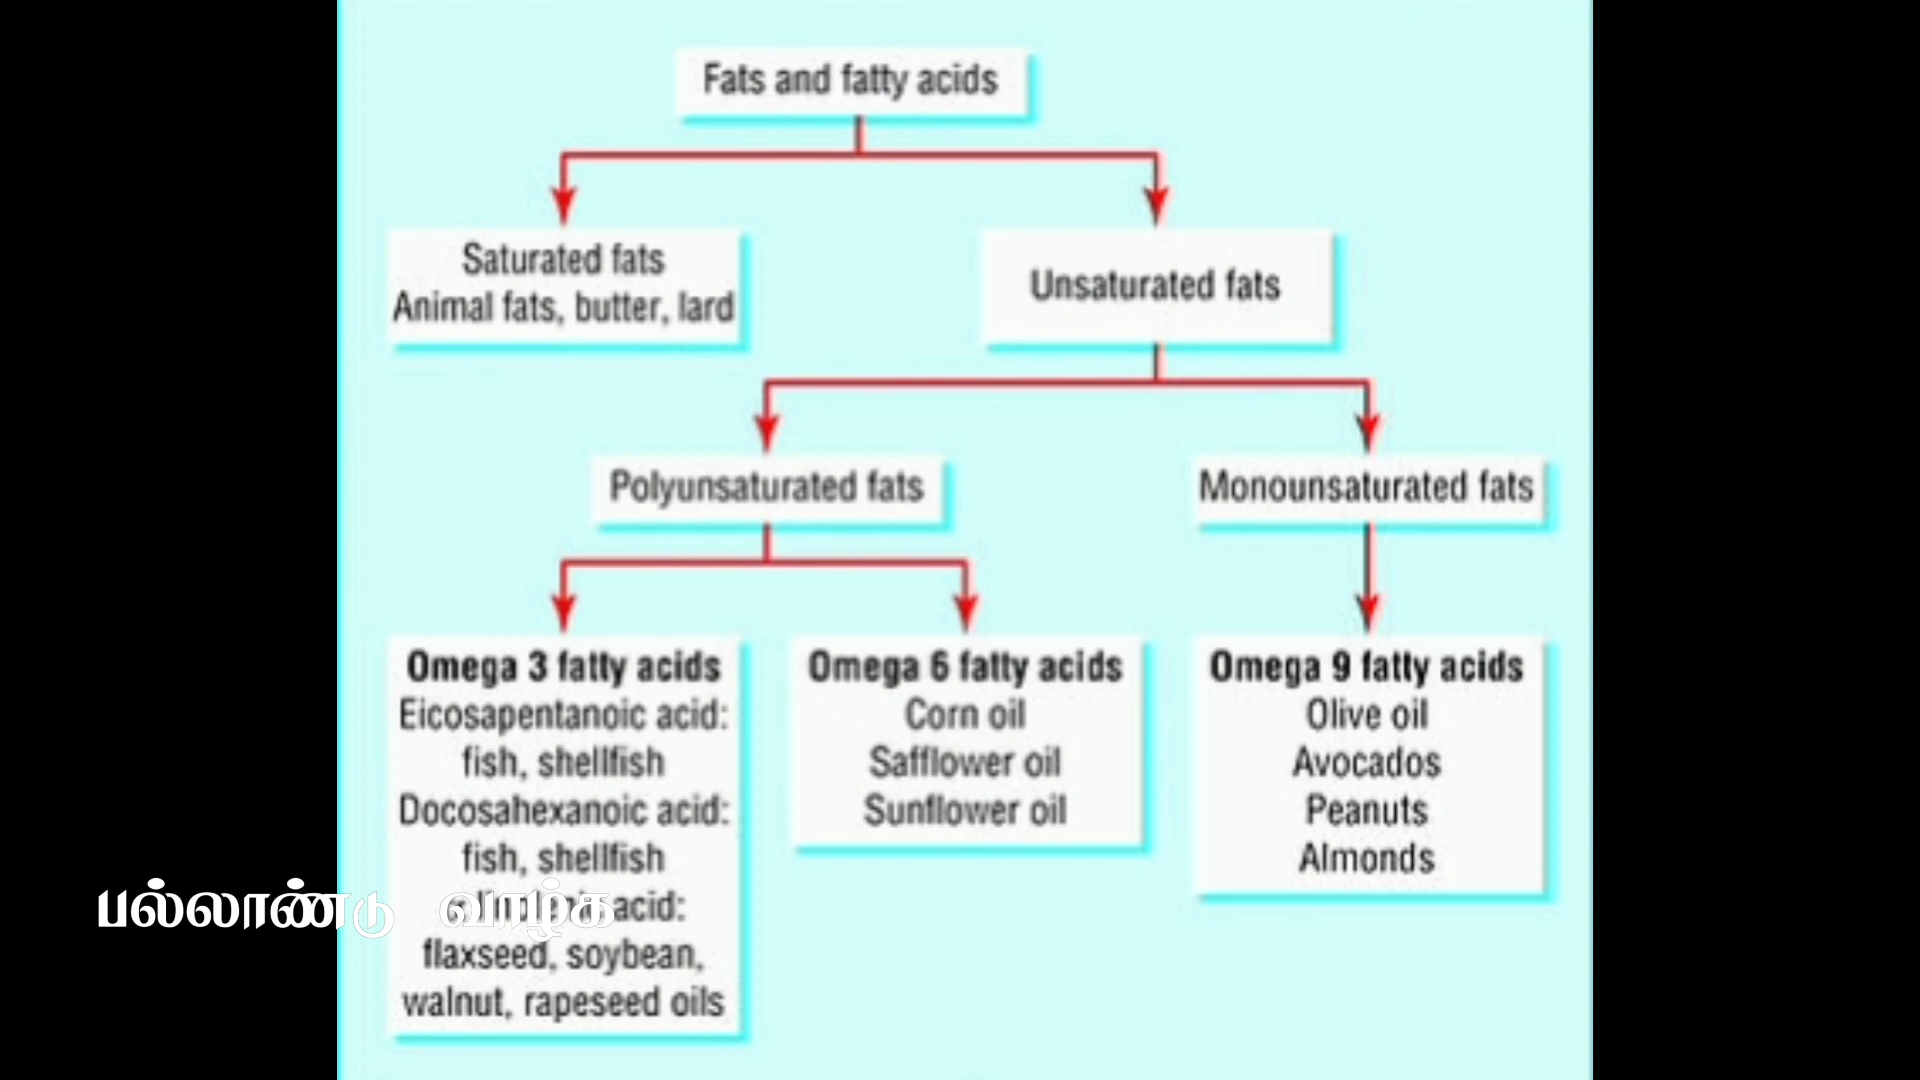 Fats and fatty acids
Saturated fats
Animal fats, butter, lard
Unsaturated fats
Polyunsaturated fats
Monounsaturated fats
Omega 3 fatty acids
Eicosapentanoic acid:
fish, shellfish
Docosahexanoic acid:
fish, shellfish
acid:
flaxseed, soybean,
walnut, rapeseed oils
Omega 6 fatty acids
Corn oil
Safflower oil
Sunflower oil
Omega 9 fatty acids
Olive oil
Avocados
Peanuts
Almonds
பல்லாண்டு வாழ்க